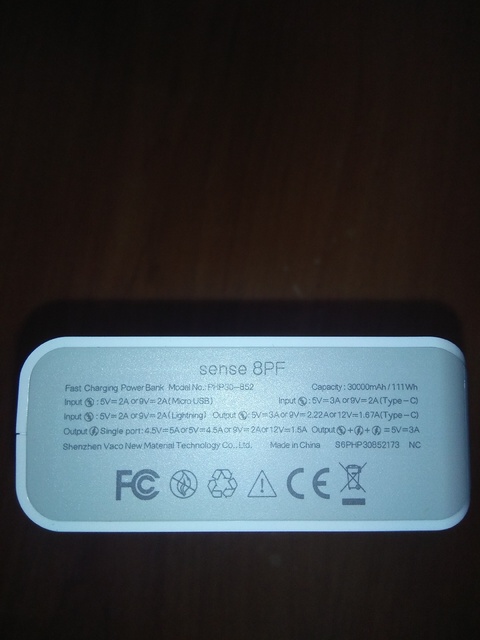 sense 8PF
Fast Charging Power Bank Model No.: PHP30-852 Capacity: 30000mAh / 111Wh
Input : 5V=2A or 9V=2A(Micro USB) Input : 5V=3A or 9V=2A(Type-C)
Input : 5V=2A or 9V=2A(Lightning) Output : 5V=3A or 9V=2.22A or 12V=1.67A(Type-C)
Output Single port: 4.5V=5A or 5V=4.5A or 9V=2A or 12V=1.5A Output + + =5V=3A
Shenzhen Vaco New Material Technology Co., Ltd. Made in China S6PHP30852173 NC
FC CE